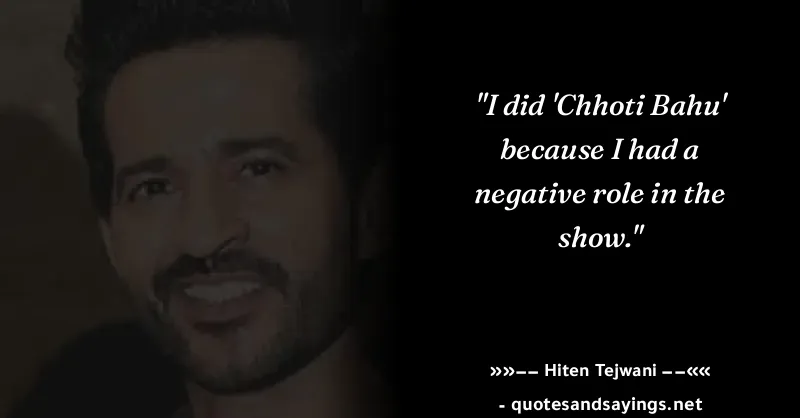 "I did 'Chhoti Bahu'
because I had a
negative role in the
show."
»»–– Hiten Tejwani ––««
- quotesandsayings.net